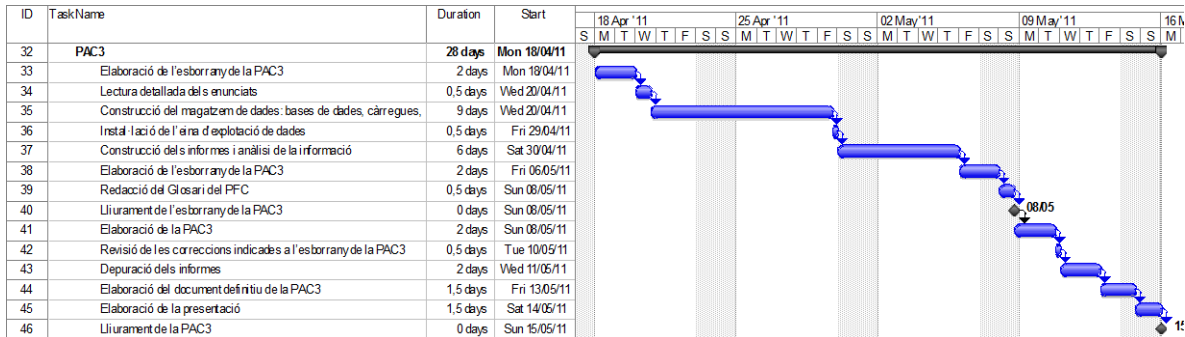 ID TaskName Duration Start 18 Apr '11 25 Apr '11 02 May '11 09 May '11 16 M
S M T W T F S S M T W T F S S M T W T F S S M T W T F S S M
32 PAC3 28 days Mon 18/04/11
33 Elaboració de l'esborrany de la PAC3 2 days Mon 18/04/11
34 Lectura detallada dels enunciats 0,5 days Wed 20/04/11
35 Construcció del magatzem de dades: bases de dades, càrregues, 9 days Wed 20/04/11
36 Instal·lació de l'eina d'explotació de dades 0,5 days Fri 29/04/11
37 Construcció dels informes i anàlisi de la informació 6 days Sat 30/04/11
38 Elaboració de l'esborrany de la PAC3 2 days Fri 06/05/11
39 Redacció del Glosari del PFC 0,5 days Sun 08/05/11
40 Lliurament de l'esborrany de la PAC3 0 days Sun 08/05/11 08/05
41 Elaboració de la PAC3 2 days Sun 08/05/11
42 Revisió de les correccions indicades a l'esborrany de la PAC3 0,5 days Tue 10/05/11
43 Depuració dels informes 2 days Wed 11/05/11
44 Elaboració del document definitiu de la PAC3 1,5 days Fri 13/05/11
45 Elaboració de la presentació 1,5 days Sat 14/05/11
46 Lliurament de la PAC3 0 days Sun 15/05/11 15